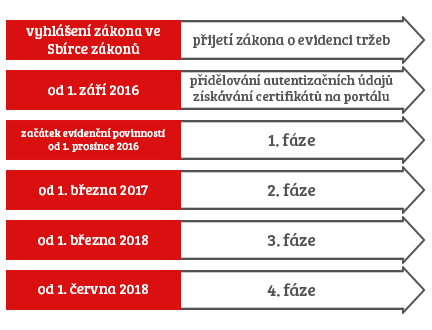 vyhlášení zákona ve
Sbírce zákonů
přijetí zákona o evidenci tržeb
od 1. září 2016
přidělování autentizačních údajů
získávání certifikátů na portálu
začátek evidenční povinnosti
od 1. prosince 2016
1. fáze
od 1. března 2017
2. fáze
od 1. března 2018
3. fáze
od 1. června 2018
4. fáze